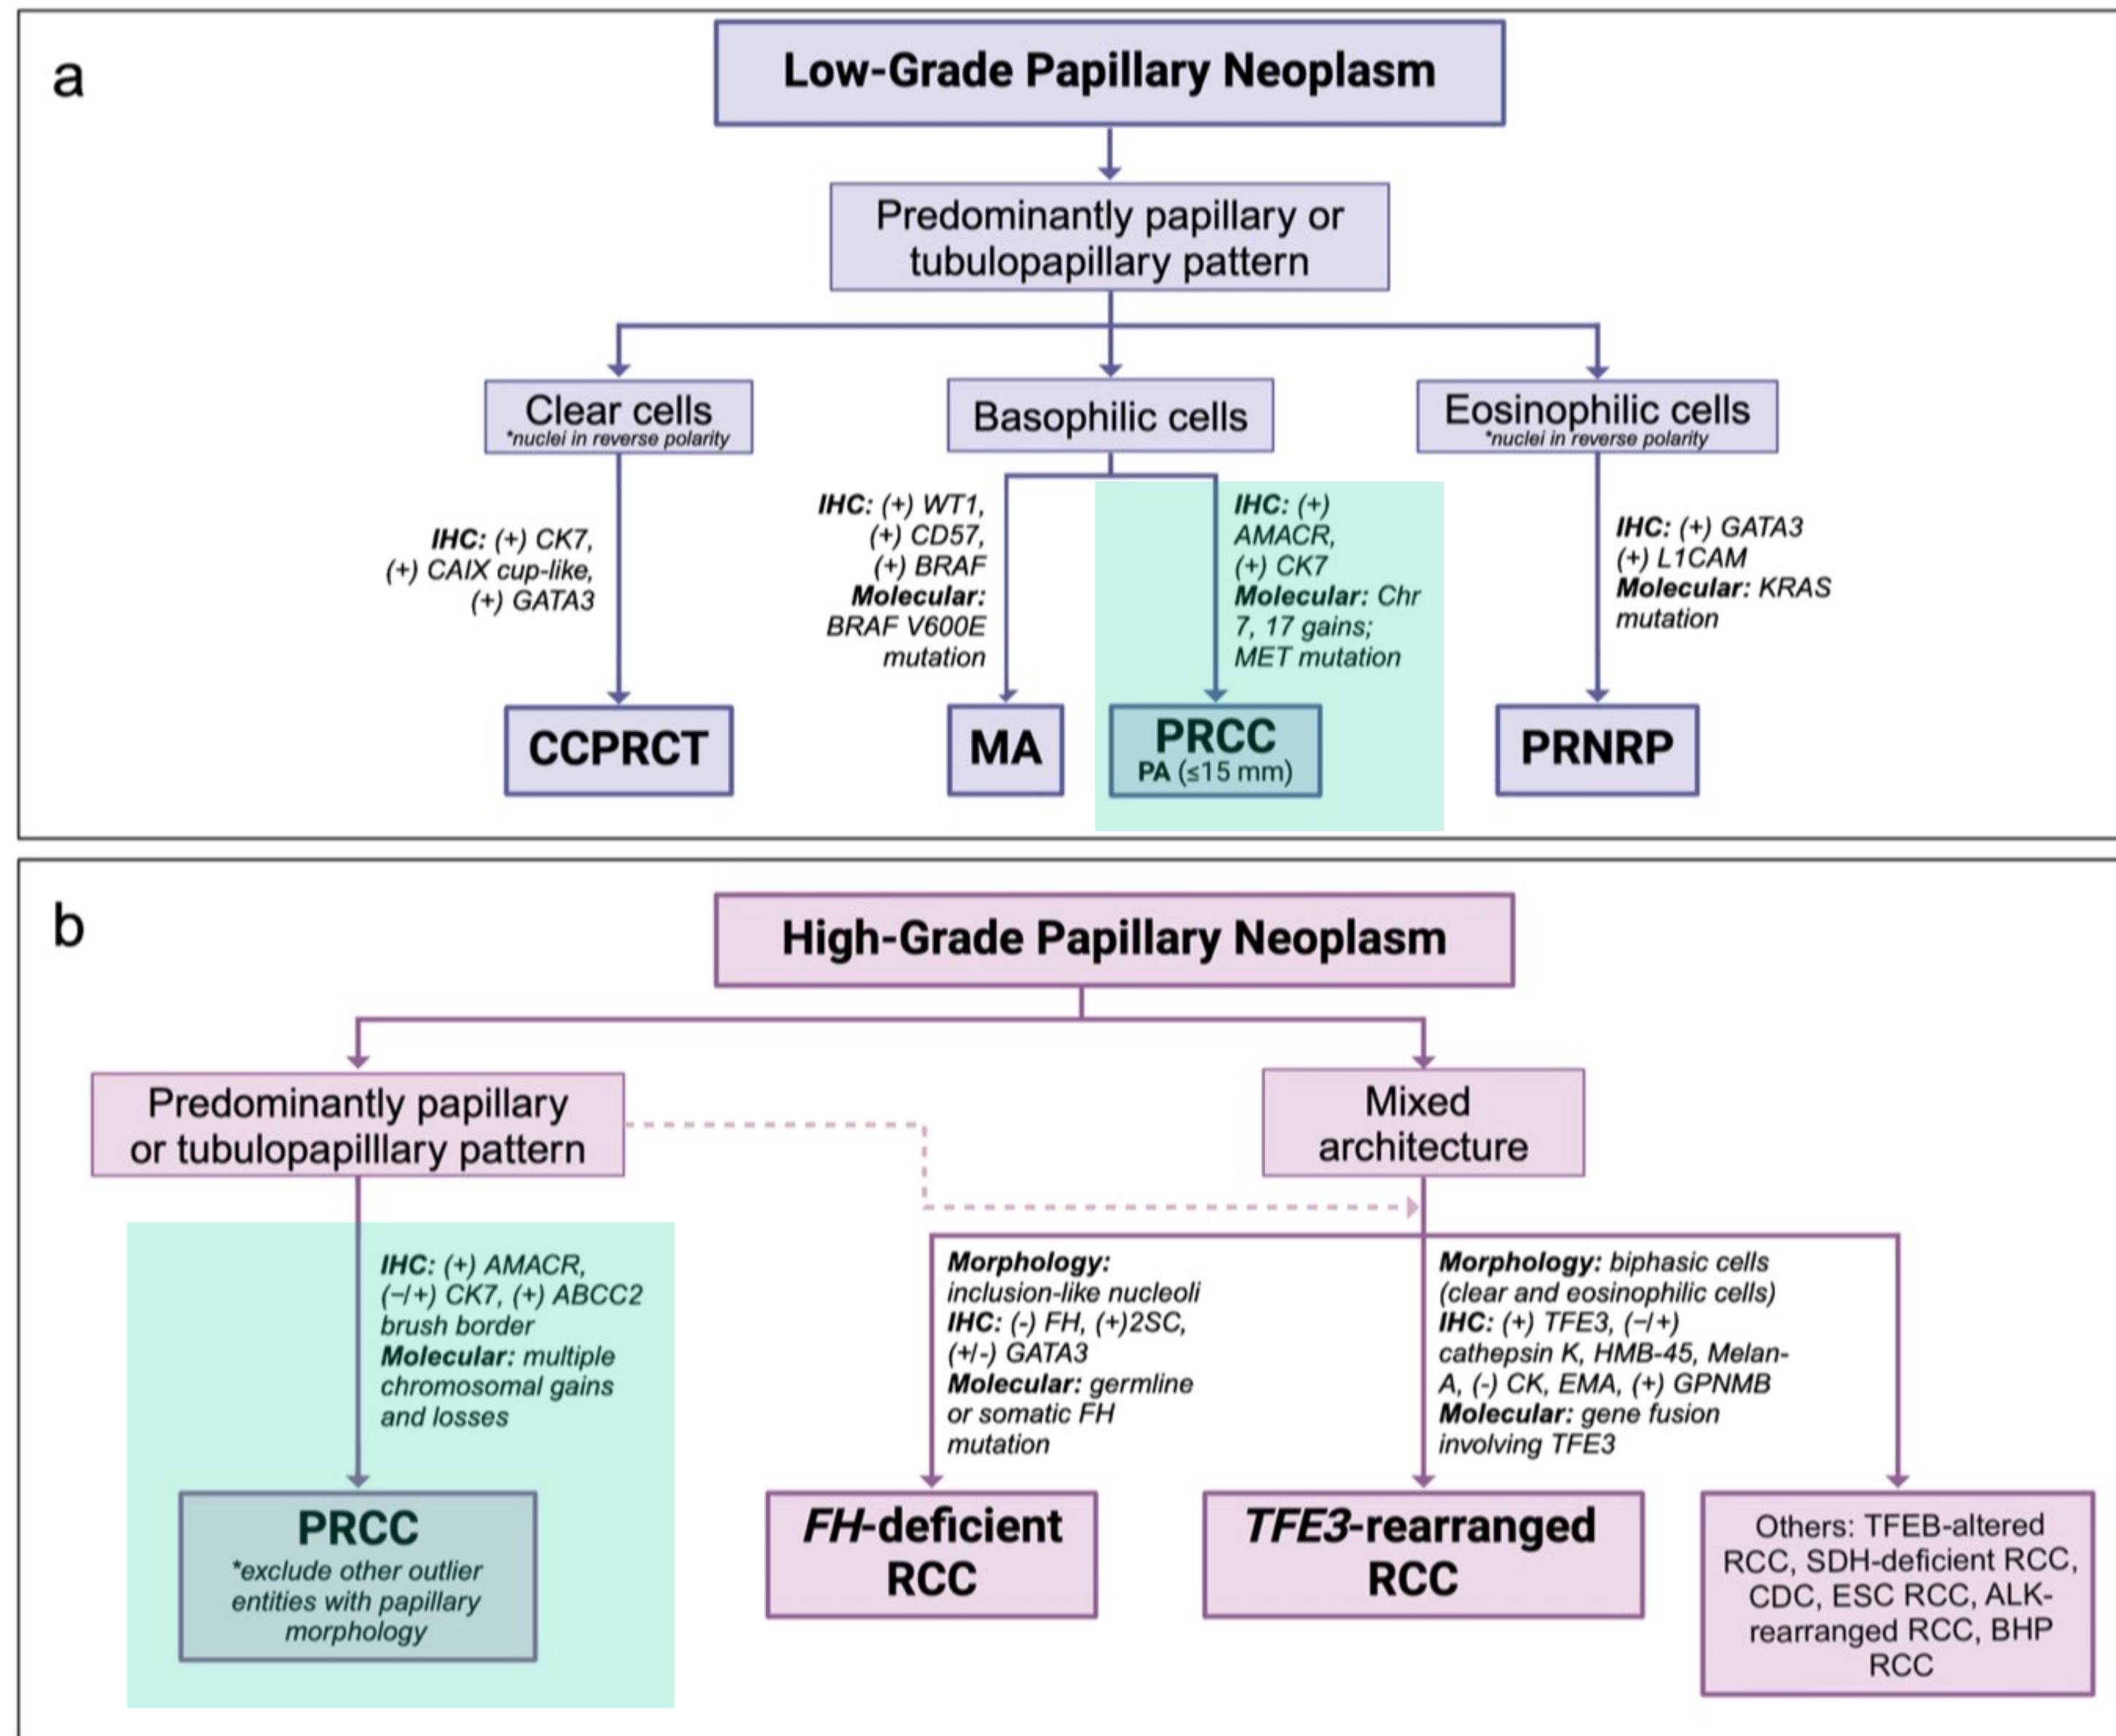 a
Low-Grade Papillary Neoplasm
Predominantly papillary or
tubulopapillary pattern
Clear cells
*nuclei in reverse polarity
Basophilic cells
Eosinophilic cells
*nuclei in reverse polarity
IHC: (+) CK7,
(+) CAIX cup-like,
(+) GATA3
IHC: (+) WT1,
(+) CD57,
(+) BRAF
Molecular:
BRAF V600E
mutation
IHC: (+)
AMACR,
(+) CK7
Molecular: Chr
7, 17 gains;
MET mutation
IHC: (+) GATA3
(+) L1CAM
Molecular: KRAS
mutation
CCPRCT
MA
PRCC
PA (≤15 mm)
PRNRP
b
High-Grade Papillary Neoplasm
Predominantly papillary
or tubulopapilllary pattern
Mixed
architecture
IHC: (+) AMACR,
(−/+) CK7, (+) ABCC2
brush border
Molecular: multiple
chromosomal gains
and losses
Morphology:
inclusion-like nucleoli
IHC: (-) FH, (+)2SC,
(+/-) GATA3
Molecular: germline
or somatic FH
mutation
Morphology: biphasic cells
(clear and eosinophilic cells)
IHC: (+) TFE3, (−/+)
cathepsin K, HMB-45, Melan-
A, (-) CK, EMA, (+) GPNMB
Molecular: gene fusion
involving TFE3
PRCC
*exclude other outlier
entities with papillary
morphology
FH-deficient
RCC
TFE3-rearranged
RCC
Others: TFEB-altered
RCC, SDH-deficient RCC,
CDC, ESC RCC, ALK-
rearranged RCC, BHP
RCC